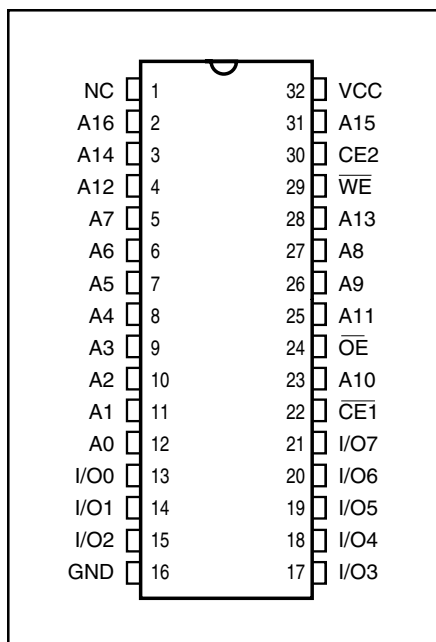 NC 1 32 VCC
A16 2 31 A15
A14 3 30 CE2
A12 4 29 W̅E̅
A7 5 28 A13
A6 6 27 A8
A5 7 26 A9
A4 8 25 A11
A3 9 24 O̅E̅
A2 10 23 A10
A1 11 22 C̅E̅1̅
A0 12 21 I/O7
I/O0 13 20 I/O6
I/O1 14 19 I/O5
I/O2 15 18 I/O4
GND 16 17 I/O3